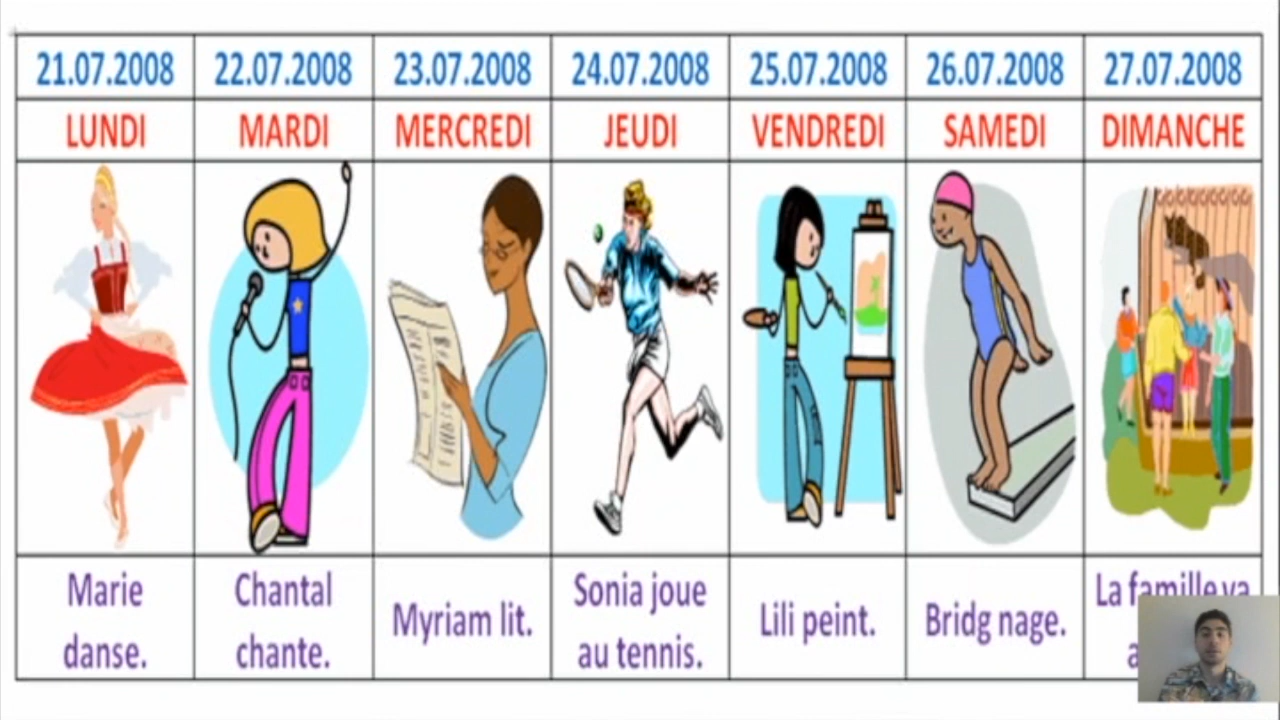 21.07.2008 22.07.2008 23.07.2008 24.07.2008 25.07.2008 26.07.2008 27.07.2008
LUNDI MARDI MERCREDI JEUDI VENDREDI SAMEDI DIMANCHE
Marie
danse.
Chantal
chante.
Myriam lit.
Sonia joue
au tennis.
Lili peint.
Bridg nage.
La famille va